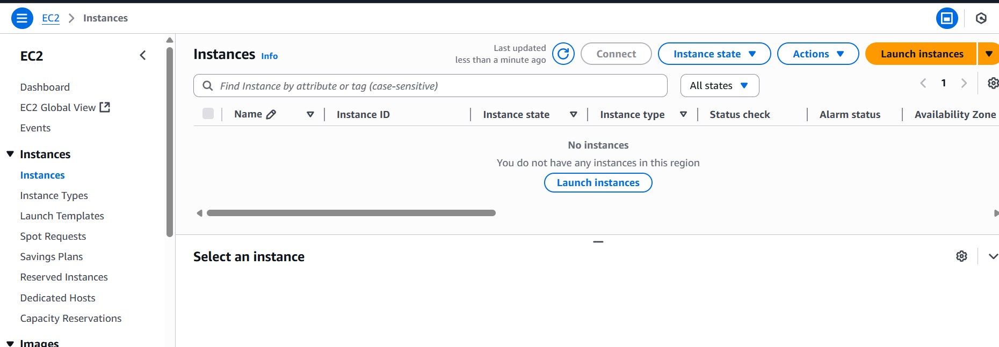 EC2 Instances
EC2
Dashboard
EC2 Global View
Events
Instances
Instances
Instance Types
Launch Templates
Spot Requests
Savings Plans
Reserved Instances
Dedicated Hosts
Capacity Reservations
Images
Instances Info
Last updated
less than a minute ago
Connect
Instance state
Actions
Launch instances
Find Instance by attribute or tag (case-sensitive)
All states
1
Name Instance ID Instance state Instance type Status check Alarm status Availability Zone
No instances
You do not have any instances in this region
Launch instances
Select an instance